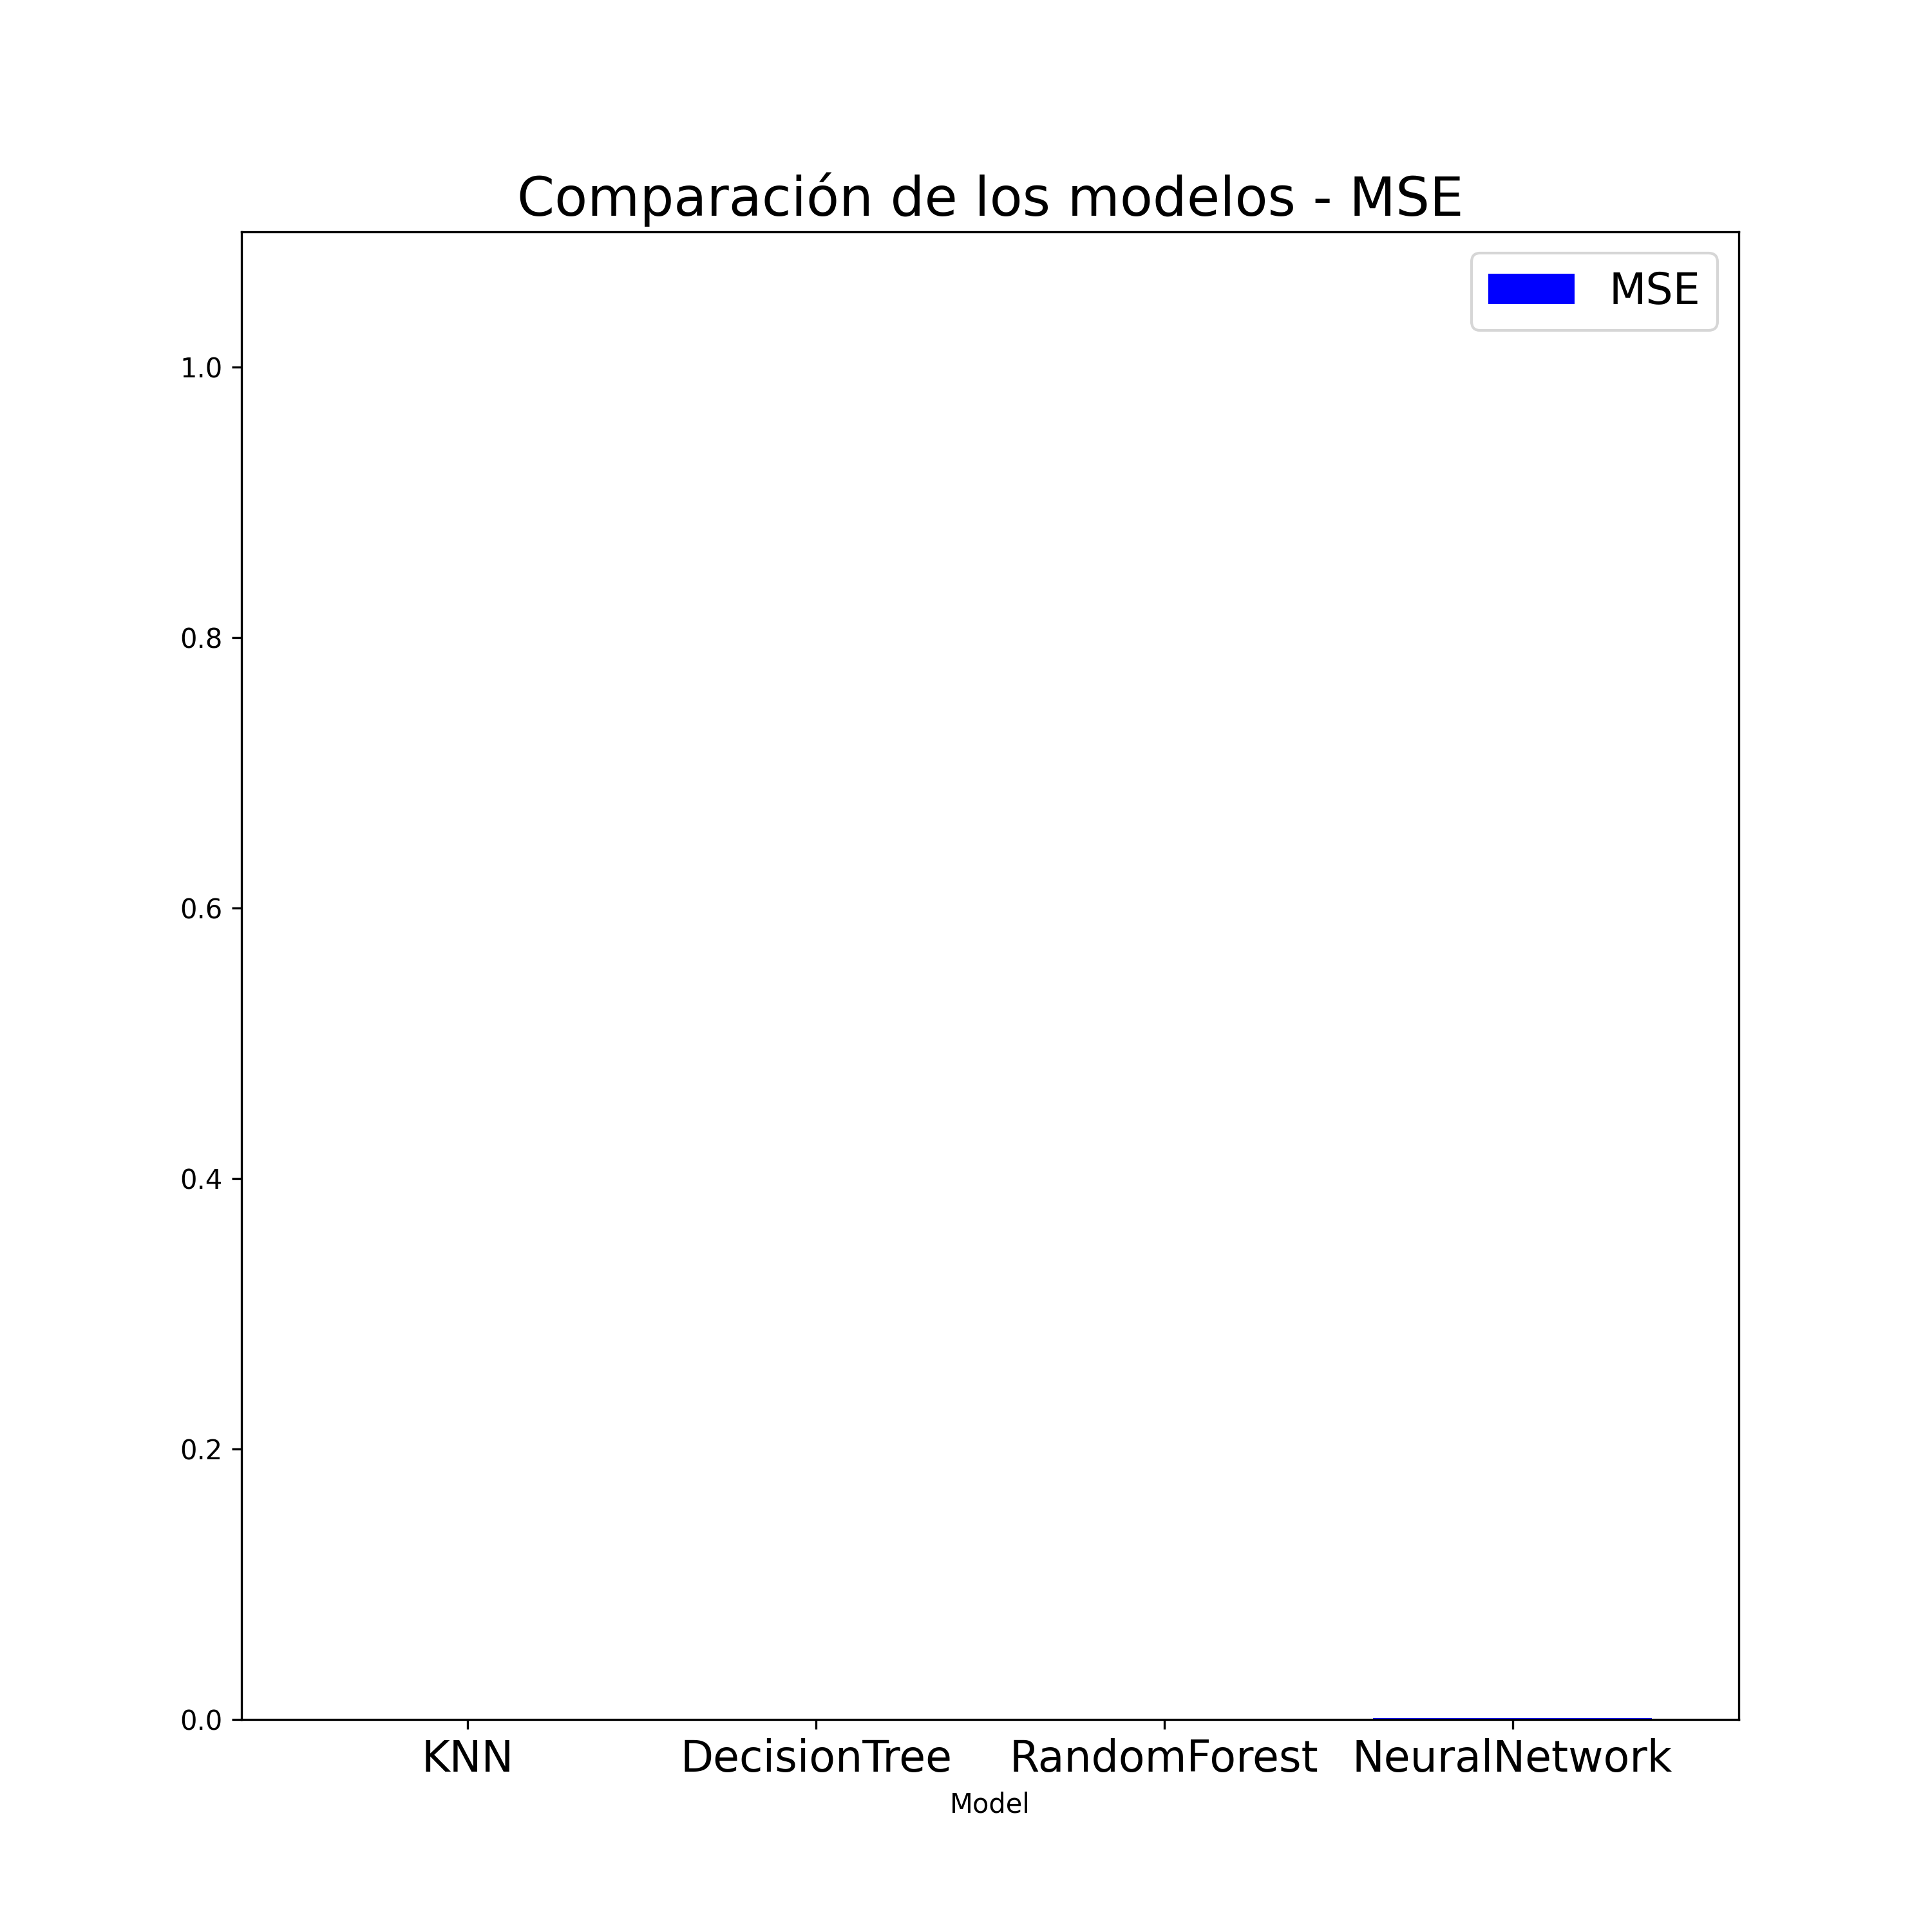 Comparación de los modelos - MSE
MSE
1.0
0.8
0.6
0.4
0.2
0.0
KNN DecisionTree RandomForest NeuralNetwork
Model